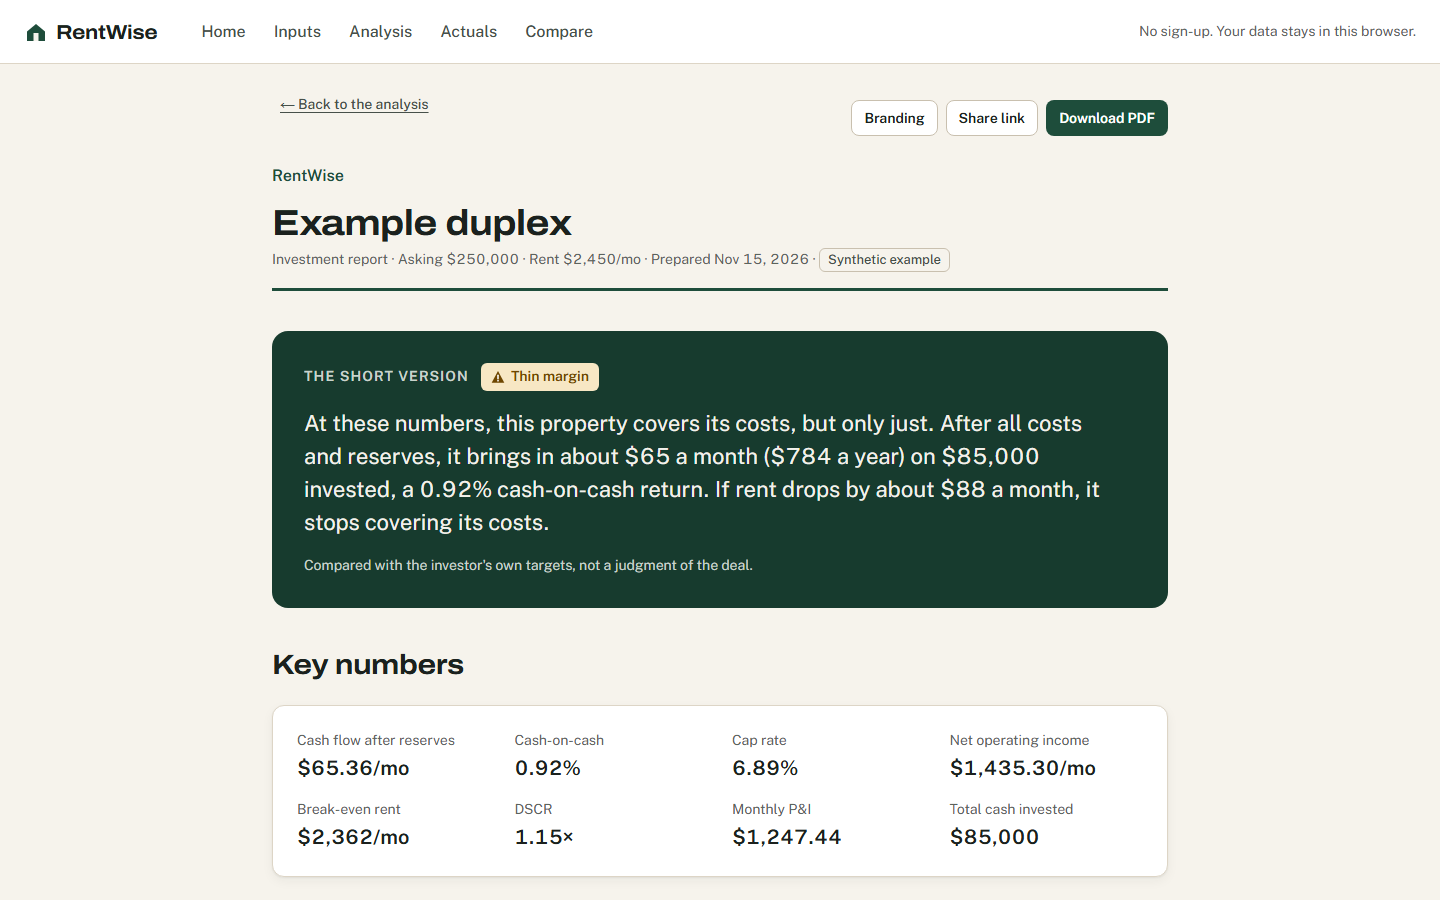 RentWise Home Inputs Analysis Actuals Compare No sign-up. Your data stays in this browser.
← Back to the analysis Branding Share link Download PDF
RentWise
Example duplex
Investment report · Asking $250,000 · Rent $2,450/mo · Prepared Nov 15, 2026 · Synthetic example
THE SHORT VERSION Thin margin
At these numbers, this property covers its costs, but only just. After all costs
and reserves, it brings in about $65 a month ($784 a year) on $85,000
invested, a 0.92% cash-on-cash return. If rent drops by about $88 a month, it
stops covering its costs.
Compared with the investor's own targets, not a judgment of the deal.
Key numbers
Cash flow after reserves Cash-on-cash Cap rate Net operating income
$65.36/mo 0.92% 6.89% $1,435.30/mo
Break-even rent DSCR Monthly P&I Total cash invested
$2,362/mo 1.15× $1,247.44 $85,000